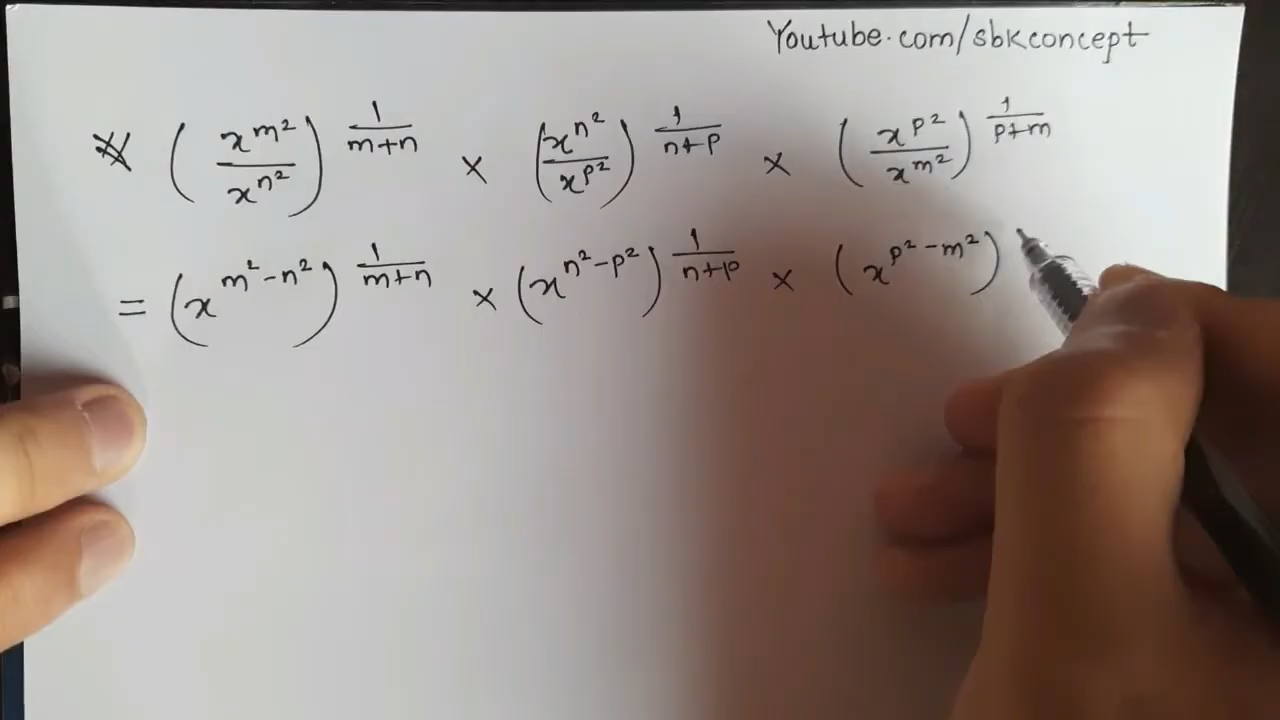 Youtube.com/sbkconcept
※ (x^m²/x^n²)^1/m+n × (x^n²/x^p²)^1/n+p × (x^p²/x^m²)^1/p+m
= (x^m²-n²)^1/m+n × (x^n²-p²)^1/n+p × (x^p²-m²)